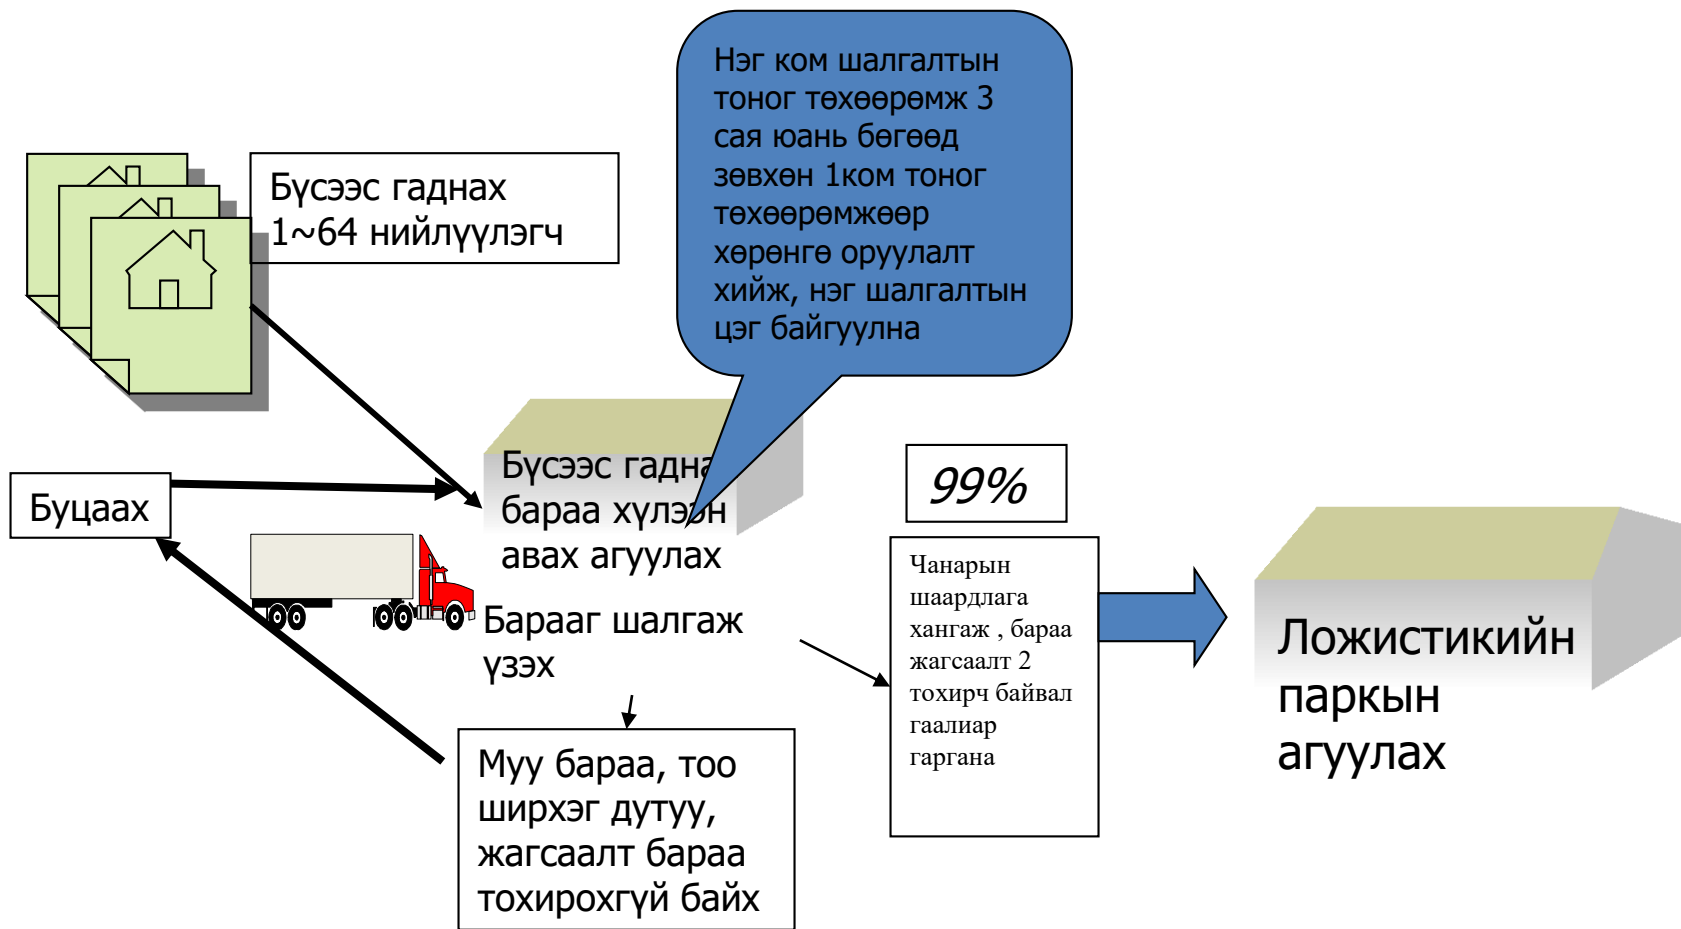 Нэг ком шалгалтын
тоног төхөөрөмж 3
сая юань бөгөөд
зөвхөн 1ком тоног
төхөөрөмжөөр
хөрөнгө оруулалт
хийж, нэг шалгалтын
цэг байгуулна
Бүсээс гаднах
1~64 нийлүүлэгч
Бүсээс гадна
бараа хүлээн
авах агуулах
Буцаах
99%
Чанарын
шаардлага
хангаж , бараа
жагсаалт 2
тохирч байвал
гаалиар
гаргана
Барааг шалгаж
үзэх
Ложистикийн
паркын
агуулах
Муу бараа, тоо
ширхэг дутуу,
жагсаалт бараа
тохирохгүй байх